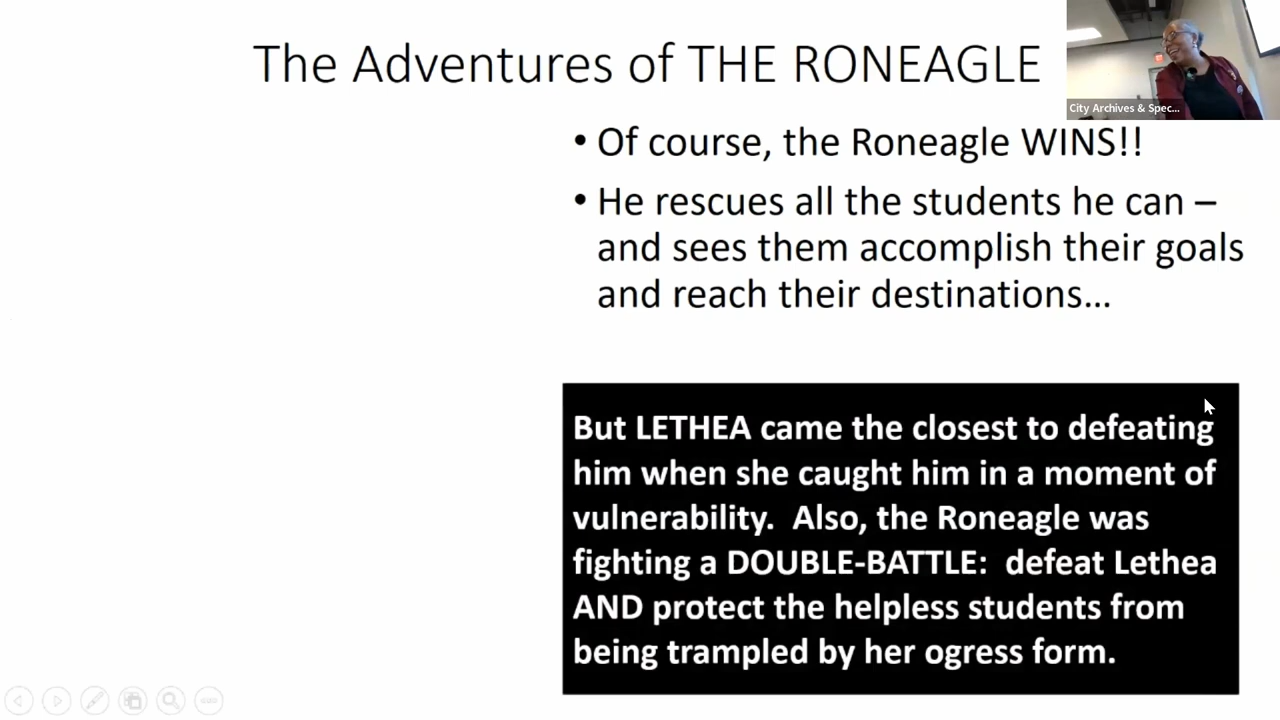 The Adventures of THE RONEAGLE
City Archives & Spec...
• Of course, the Roneagle WINS!!
• He rescues all the students he can –
and sees them accomplish their goals
and reach their destinations…
But LETHEA came the closest to defeating
him when she caught him in a moment of
vulnerability.  Also, the Roneagle was
fighting a DOUBLE-BATTLE:  defeat Lethea
AND protect the helpless students from
being trampled by her ogress form.